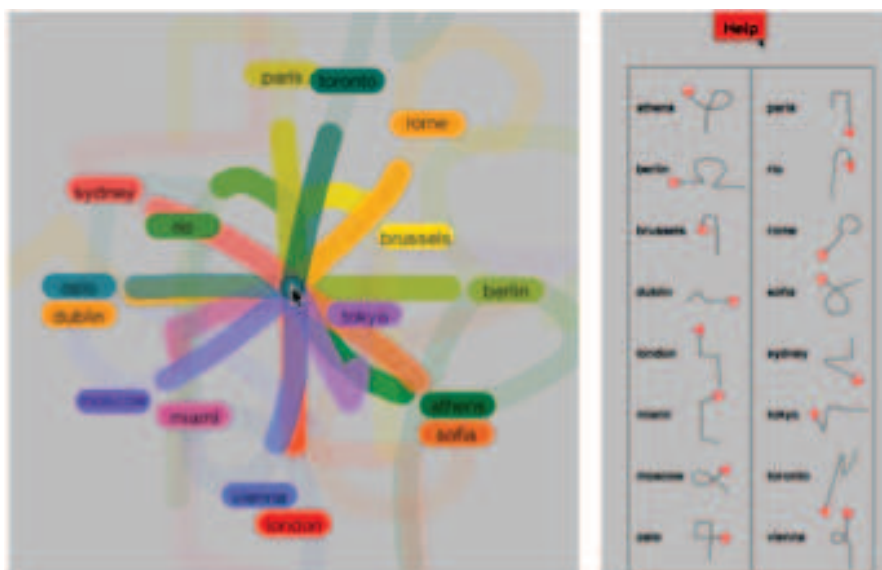 paris toronto
rome
sydney
rio
brussels
oslo
berlin
dublin
tokyo
moscow
miami
athens
sofia
vienna
london
Help
athens paris
berlin rio
brussels rome
dublin sofia
london sydney
miami tokyo
moscow toronto
oslo vienna